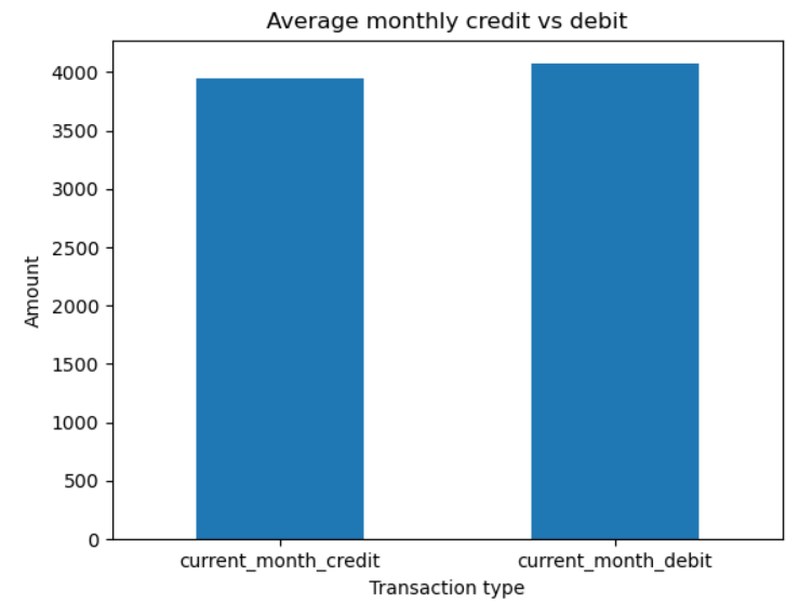 Average monthly credit vs debit
Amount
4000
3500
3000
2500
2000
1500
1000
500
0
current_month_credit
current_month_debit
Transaction type